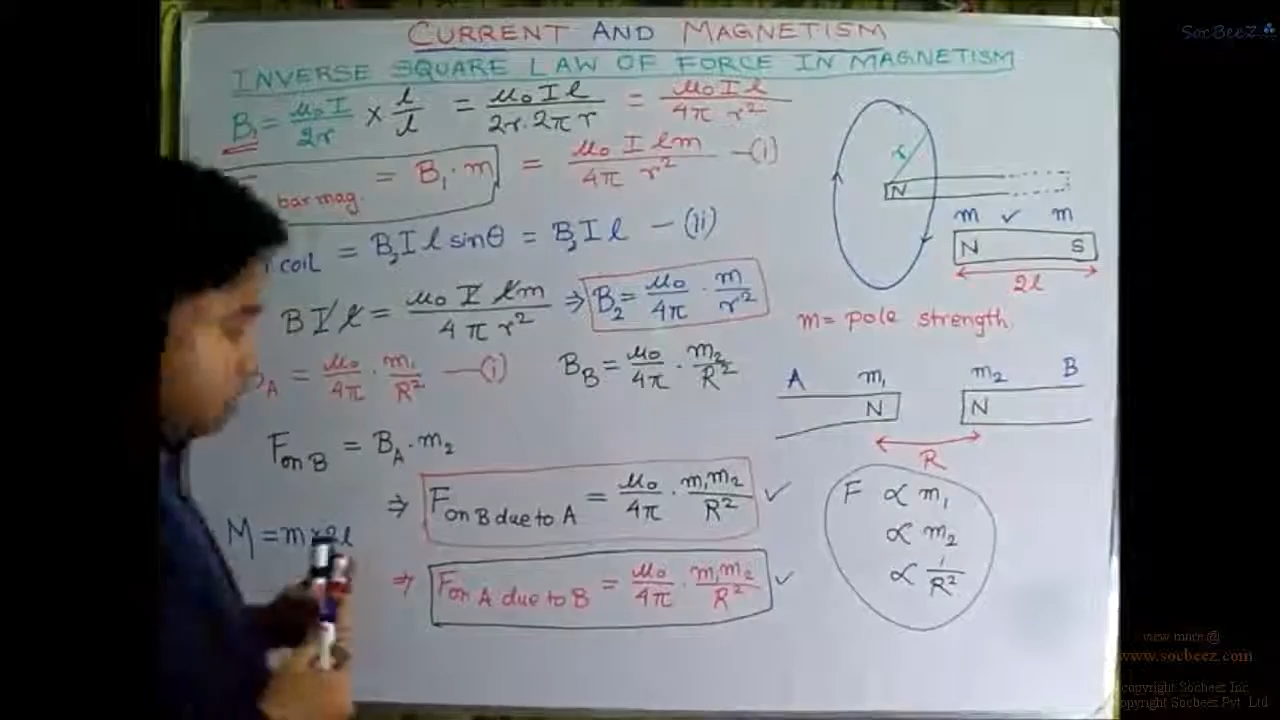 CURRENT AND MAGNETISM
SocBeeZ
INVERSE SQUARE LAW OF FORCE IN MAGNETISM
B₁ = μ₀I/2r × l/l = μ₀Il/2r·2πr = μ₀Il/4πr²
bar mag. = B₁·m = μ₀Ilm/4πr² —(i)
coil = B₂Il sinθ = B₂Il —(ii)
BIl = μ₀Ilm/4πr² ⇒ B₂ = μ₀/4π · m/r²
A = μ₀/4π · m₁/R² —(i) B_B = μ₀/4π · m₂/R²
F on B = B_A·m₂
⇒ F on B due to A = μ₀/4π · m₁m₂/R² ✓
M = m×2l
⇒ F on A due to B = μ₀/4π · m₁m₂/R² ✓
r
N
m ✓ m
N S
2l
m = pole strength
A m₁ m₂ B
N N
R
F ∝ m₁
∝ m₂
∝ 1/R²
view more @
www.socbeez.com
copyright Socbeez Inc
opyright Socbeez Pvt Ltd